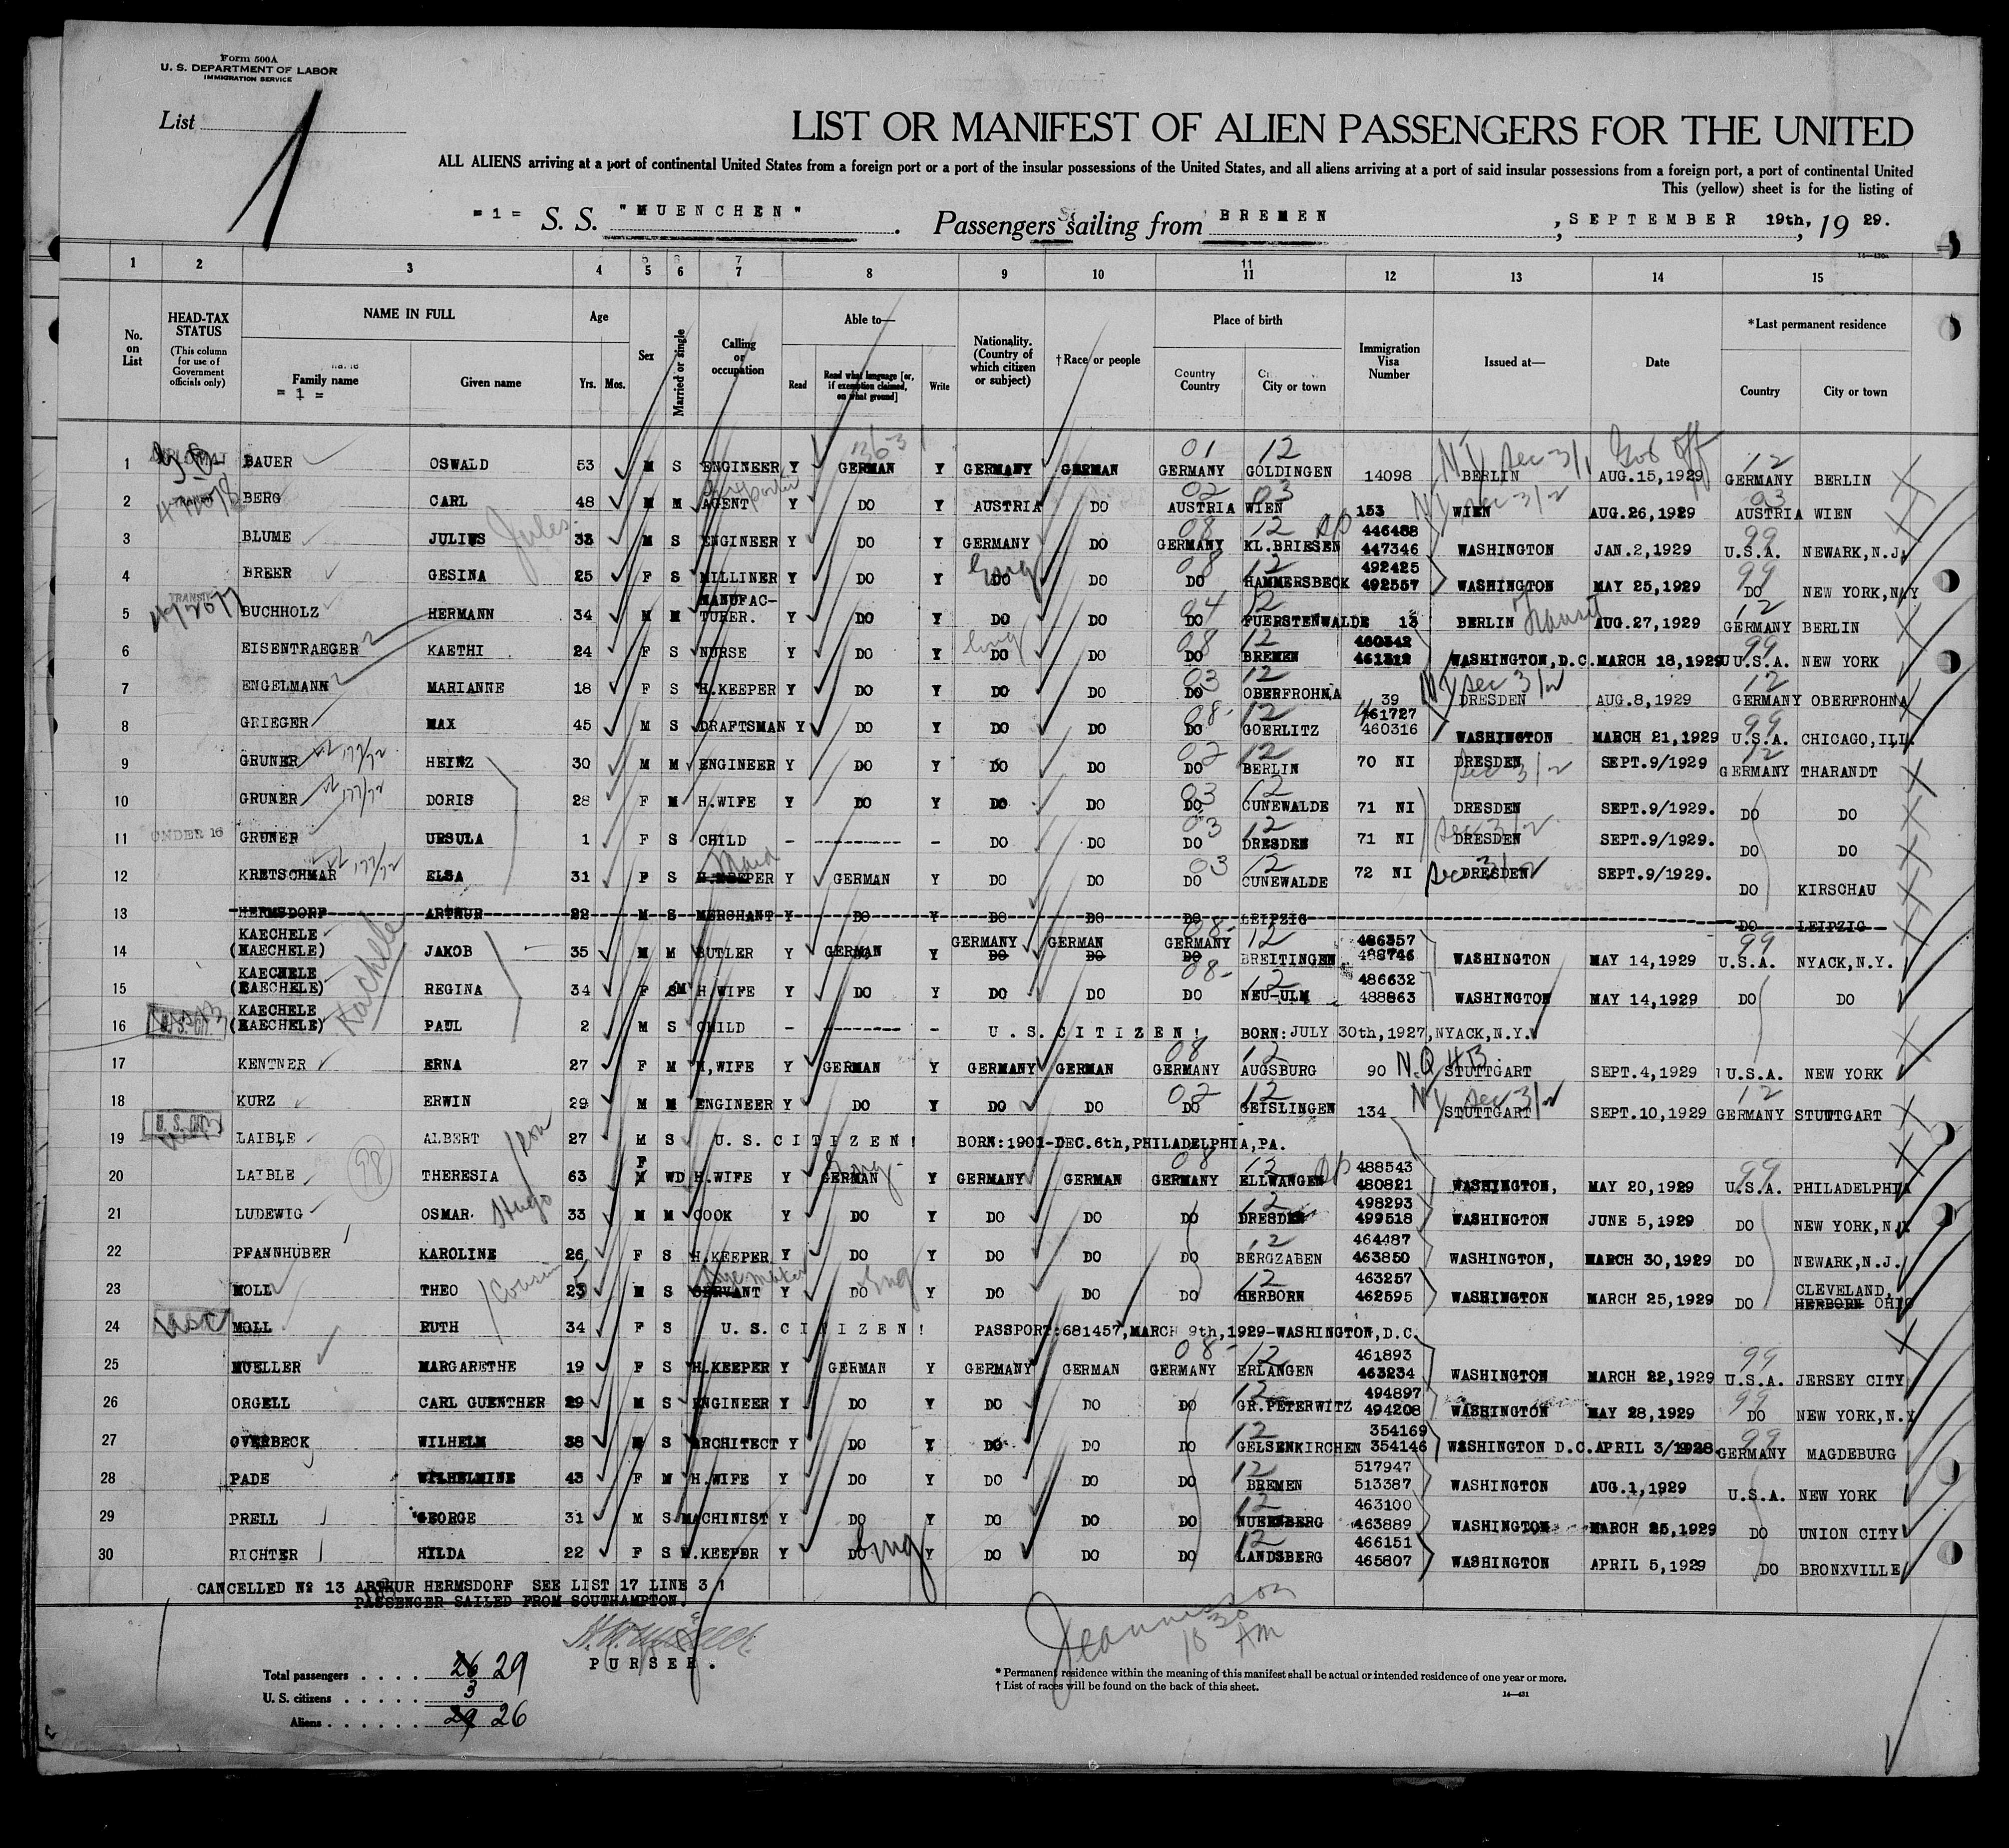 Form 500A
U. S. DEPARTMENT OF LABOR
IMMIGRATION SERVICE
List 1
LIST OR MANIFEST OF ALIEN PASSENGERS FOR THE UNITED
ALL ALIENS arriving at a port of continental United States from a foreign port or a port of the insular possessions of the United States, and all aliens arriving at a port of said insular possessions from a foreign port, a port of continental United
This (yellow) sheet is for the listing of
= 1 = S. S. "MUENCHEN". Passengers sailing from BREMEN, SEPTEMBER 19th, 19 29.
1 2 3 4 5 6 7 8 9 10 11 12 13 14 15
No. on List
HEAD-TAX STATUS
(This column for use of Government officials only)
NAME IN FULL
Family name
= 1 =
Given name
Age
Yrs. Mos.
Sex
Married or single
Calling or occupation
Able to—
Read
Read what language [or, if exemption claimed, on what ground]
Write
Nationality. (Country of which citizen or subject)
† Race or people
Place of birth
Country
City or town
Immigration Visa Number
Issued at—
Date
* Last permanent residence
Country
City or town
1 BAUER OSWALD 53 M S ENGINEER Y GERMAN Y GERMANY GERMAN GERMANY GOLDINGEN 14098 BERLIN AUG.15,1929 GERMANY BERLIN
2 TRANSIT BERG CARL 48 M M AGENT Y DO Y AUSTRIA DO AUSTRIA WIEN 153 WIEN AUG.26,1929 AUSTRIA WIEN
3 BLUME JULIUS Jules 33 M S ENGINEER Y DO Y GERMANY DO GERMANY KL.BRIESEN 446488 447346 WASHINGTON JAN.2,1929 U.S.A. NEWARK,N.J.
4 BREER GESINA 25 F S MILLINER Y DO Y DO DO DO HAMMERSBECK 492425 492557 WASHINGTON MAY 25,1929 DO NEW YORK,N.Y
5 TRANSIT BUCHHOLZ HERMANN 34 M M MANUFAC-TURER. Y DO Y DO DO DO FUERSTENWALDE 13 BERLIN Transit AUG.27,1929 GERMANY BERLIN
6 EISENTRAEGER KAETHI 24 F S NURSE Y DO Y DO DO DO BREMEN 460342 461312 WASHINGTON,D.C. MARCH 18,1929 U.S.A. NEW YORK
7 ENGELMANN MARIANNE 18 F S H.KEEPER Y DO Y DO DO DO OBERFROHNA 39 DRESDEN AUG.8,1929 GERMANY OBERFROHNA
8 GRIEGER MAX 45 M S DRAFTSMAN Y DO Y DO DO DO GOERLITZ 461727 460316 WASHINGTON MARCH 21,1929 U.S.A. CHICAGO,ILL.
9 GRUNER HEINZ 30 M M ENGINEER Y DO Y DO DO DO BERLIN 70 NI DRESDEN SEPT.9/1929 GERMANY THARANDT
10 GRUNER DORIS 28 F M H.WIFE Y DO Y DO DO DO CUNEWALDE 71 NI DRESDEN SEPT.9/1929. DO DO
11 UNDER 16 GRUNER URSULA 1 F S CHILD - --------- - DO DO DO DRESDEN 71 NI DRESDEN SEPT.9/1929. DO DO
12 KRETSCHMAR ELSA 31 F S H.KEEPER Maid Y GERMAN Y DO DO DO CUNEWALDE 72 NI DRESDEN SEPT.9/1929. DO KIRSCHAU
13 HERMSDORF ARTHUR 22 M S MERCHANT Y DO Y DO DO DO LEIPZIG DO LEIPZIG
14 KAECHELE (KAECHELE) JAKOB 35 M M BUTLER Y GERMAN Y GERMANY DO GERMAN DO GERMANY DO BREITINGEN 486357 488746 WASHINGTON MAY 14,1929 U.S.A. NYACK,N.Y.
15 KAECHELE (KAECHELE) REGINA 34 F S M H.WIFE Y DO Y DO DO DO NEU-ULM 486632 488863 WASHINGTON MAY 14,1929 DO DO
16 KAECHELE (KAECHELE) PAUL 2 M S CHILD - -------- - U.S. CITIZEN! BORN: JULY 30th,1927,NYACK,N.Y.
17 KENTNER ERNA 27 F M H,WIFE Y GERMAN Y GERMANY GERMAN GERMANY AUGSBURG 90 STUTTGART SEPT.4,1929 U.S.A. NEW YORK
18 KURZ ERWIN 29 M M ENGINEER Y DO Y DO DO DO GEISLINGEN 134 STUTTGART SEPT.10,1929 GERMANY STUTTGART
19 LAIBLE ALBERT 27 M S U.S. CITIZEN! BORN:1901-DEC.6th,PHILADELPHIA,PA.
20 LAIBLE THERESIA 63 F WD H.WIFE Y GERMAN Y GERMANY GERMAN GERMANY ELLWANGEN 488543 480821 WASHINGTON, MAY 20,1929 U.S.A. PHILADELPHIA
21 LUDEWIG OSMAR. Hugo 33 M M COOK Y DO Y DO DO DO DRESDEN 498293 499518 WASHINGTON JUNE 5,1929 DO NEW YORK,N.Y
22 PFANNHUBER KAROLINE 26 F S H.KEEPER Y DO Y DO DO DO BERGZABEN 464487 463850 WASHINGTON, MARCH 30,1929 DO NEWARK,N.J.
23 MOLL THEO Cousin 23 M S SERVANT Y DO Y DO DO DO HERBORN 463257 462595 WASHINGTON MARCH 25,1929 DO CLEVELAND, HERBORN OHIO
24 MOLL RUTH 34 F S U.S. CITIZEN! PASSPORT:681457,MARCH 9th,1929-WASHINGTON,D.C.
25 MUELLER MARGARETHE 19 F S H.KEEPER Y GERMAN Y GERMANY GERMAN GERMANY ERLANGEN 461893 463234 WASHINGTON MARCH 22,1929 U.S.A. JERSEY CITY
26 ORGELL CARL GUENTHER 29 M S ENGINEER Y DO Y DO DO DO GR.PETERWITZ 494897 494208 WASHINGTON MAY 28,1929 DO NEW YORK,N.Y
27 OVERBECK WILHELM 38 M S ARCHITECT Y DO Y DO DO DO GELSENKIRCHEN 354169 354146 WASHINGTON D.C. APRIL 3/1928 GERMANY MAGDEBURG
28 PADE WILHELMINE 43 F M H.WIFE Y DO Y DO DO DO BREMEN 517947 513387 WASHINGTON AUG.1,1929 U.S.A. NEW YORK
29 PRELL GEORGE 31 M S MACHINIST Y DO Y DO DO DO NUERNBERG 463100 463889 WASHINGTON MARCH 25,1929 DO UNION CITY
30 RICHTER HILDA 22 F S H.KEEPER Y DO Y DO DO DO LANDSBERG 466151 465807 WASHINGTON APRIL 5,1929 DO BRONXVILLE
CANCELLED No 13 ARTHUR HERMSDORF SEE LIST 17 LINE 3!
PASSENGER SAILED FROM SOUTHAMPTON.
PURSER.
Total passengers . . . . 26 29
U. S. citizens . . . . . 3
Aliens . . . . . . 29 26
* Permanent residence within the meaning of this manifest shall be actual or intended residence of one year or more.
† List of races will be found on the back of this sheet.
14—431